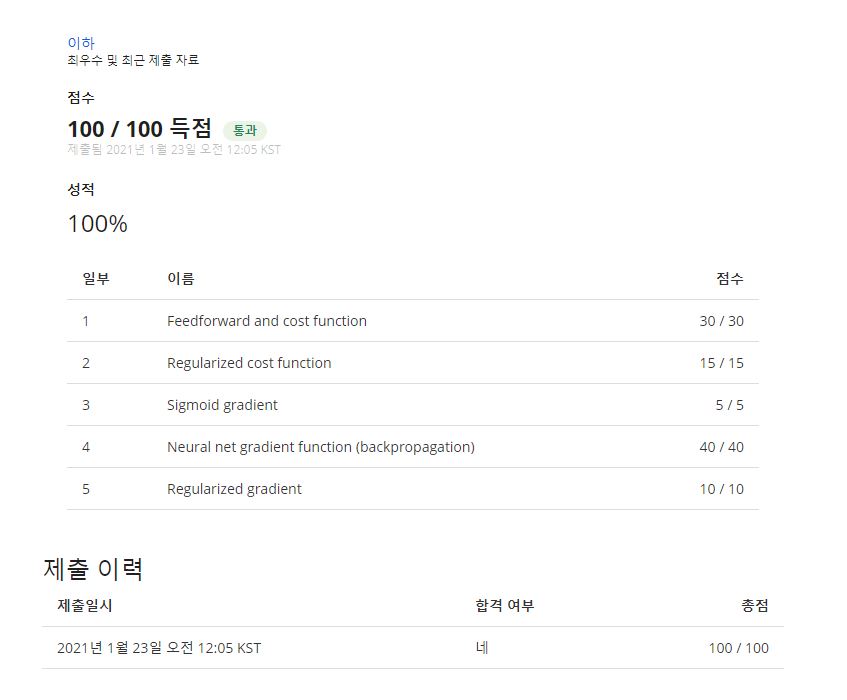 이하
최우수 및 최근 제출 자료
점수
100 / 100 득점 통과
제출됨 2021년 1월 23일 오전 12:05 KST
성적
100%
일부 이름 점수
1 Feedforward and cost function 30 / 30
2 Regularized cost function 15 / 15
3 Sigmoid gradient 5 / 5
4 Neural net gradient function (backpropagation) 40 / 40
5 Regularized gradient 10 / 10
제출 이력
제출일시 합격 여부 총점
2021년 1월 23일 오전 12:05 KST 네 100 / 100